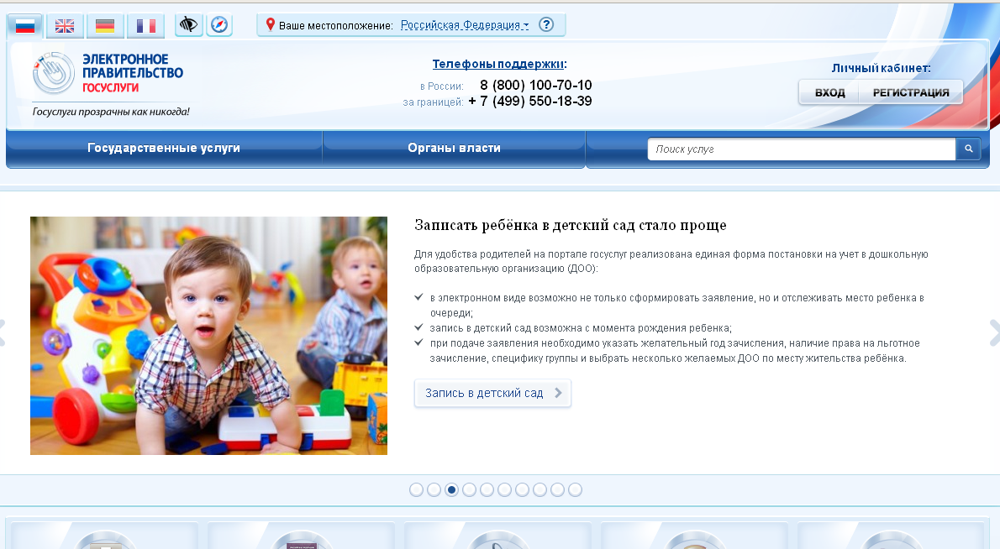 Ваше местоположение: Российская Федерация ?
ЭЛЕКТРОННОЕ
ПРАВИТЕЛЬСТВО
ГОСУСЛУГИ
Госуслуги прозрачны как никогда!
Телефоны поддержки:
в России: 8 (800) 100-70-10
за границей: + 7 (499) 550-18-39
Личный кабинет:
ВХОД РЕГИСТРАЦИЯ
Государственные услуги Органы власти Поиск услуг
Записать ребёнка в детский сад стало проще
Для удобства родителей на портале госуслуг реализована единая форма постановки на учет в дошкольную
образовательную организацию (ДОО):
в электронном виде возможно не только сформировать заявление, но и отслеживать место ребенка в
очереди;
запись в детский сад возможна с момента рождения ребенка;
при подаче заявления необходимо указать желательный год зачисления, наличие права на льготное
зачисление, специфику группы и выбрать несколько желаемых ДОО по месту жительства ребёнка.
Запись в детский сад